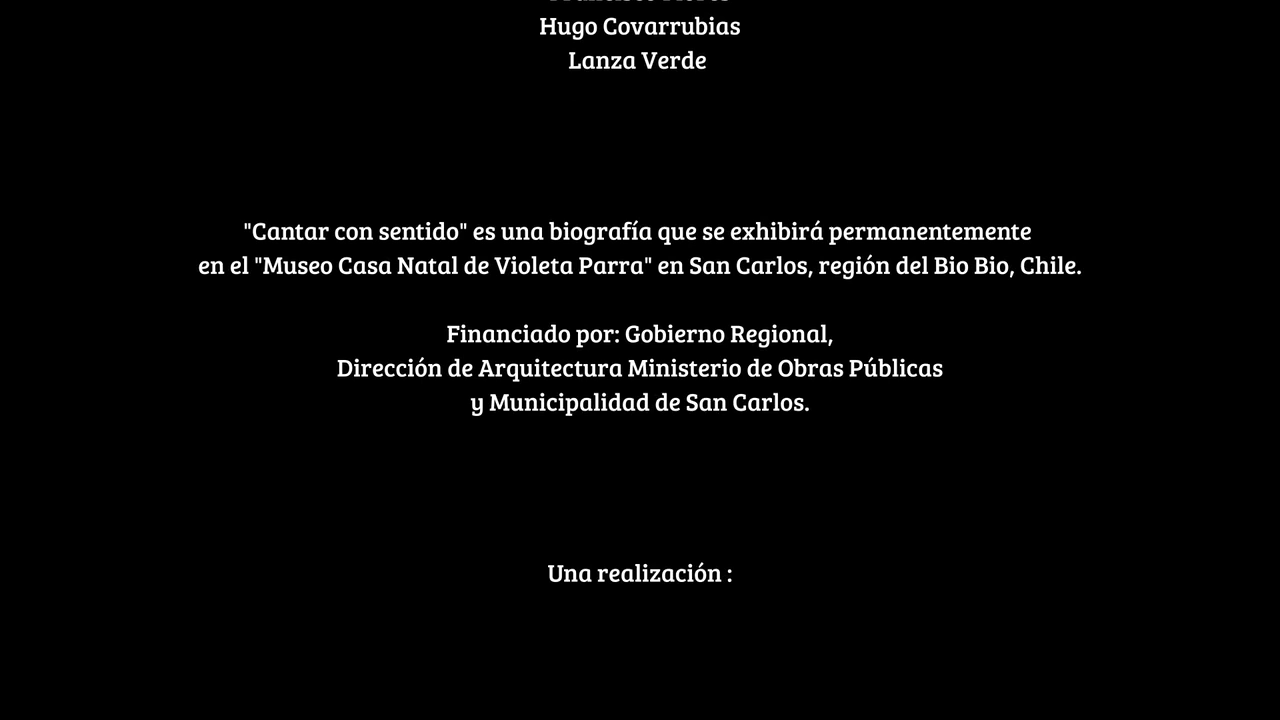 Hugo Covarrubias
Lanza Verde
"Cantar con sentido" es una biografía que se exhibirá permanentemente
en el "Museo Casa Natal de Violeta Parra" en San Carlos, región del Bio Bio, Chile.
Financiado por: Gobierno Regional,
Dirección de Arquitectura Ministerio de Obras Públicas
y Municipalidad de San Carlos.
Una realización :